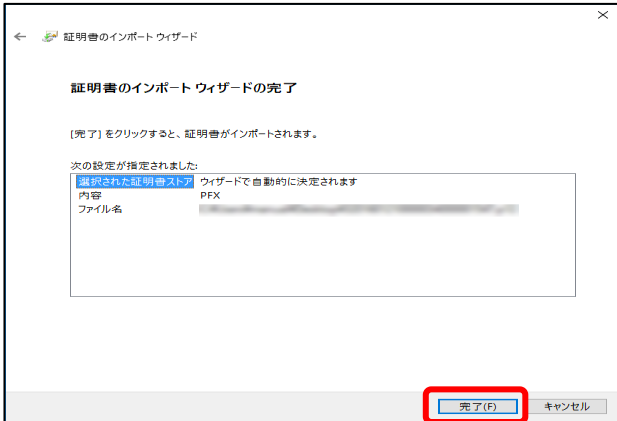 証明書のインポート ウィザード
証明書のインポート ウィザードの完了
[完了] をクリックすると、証明書がインポートされます。
次の設定が指定されました:
選択された証明書ストア ウィザードで自動的に決定されます
内容 PFX
ファイル名
完了(F) キャンセル